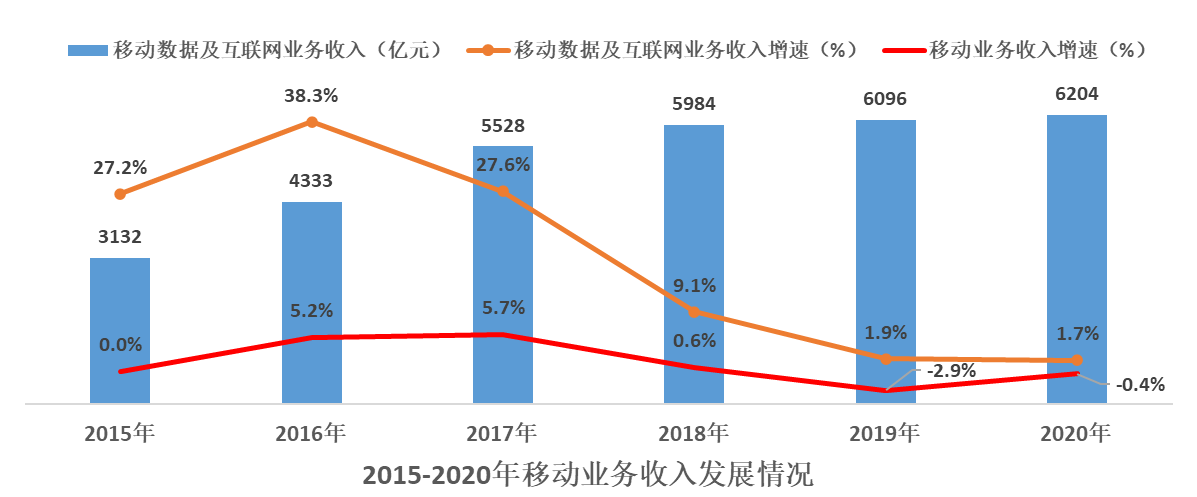 移动数据及互联网业务收入（亿元） 移动数据及互联网业务收入增速（%） 移动业务收入增速（%）
38.3% 5984 6096 6204
5528
27.2% 4333 27.6%
3132
9.1%
0.0% 5.2% 5.7% 0.6% 1.9% 1.7%
-2.9% -0.4%
2015年 2016年 2017年 2018年 2019年 2020年
2015-2020年移动业务收入发展情况